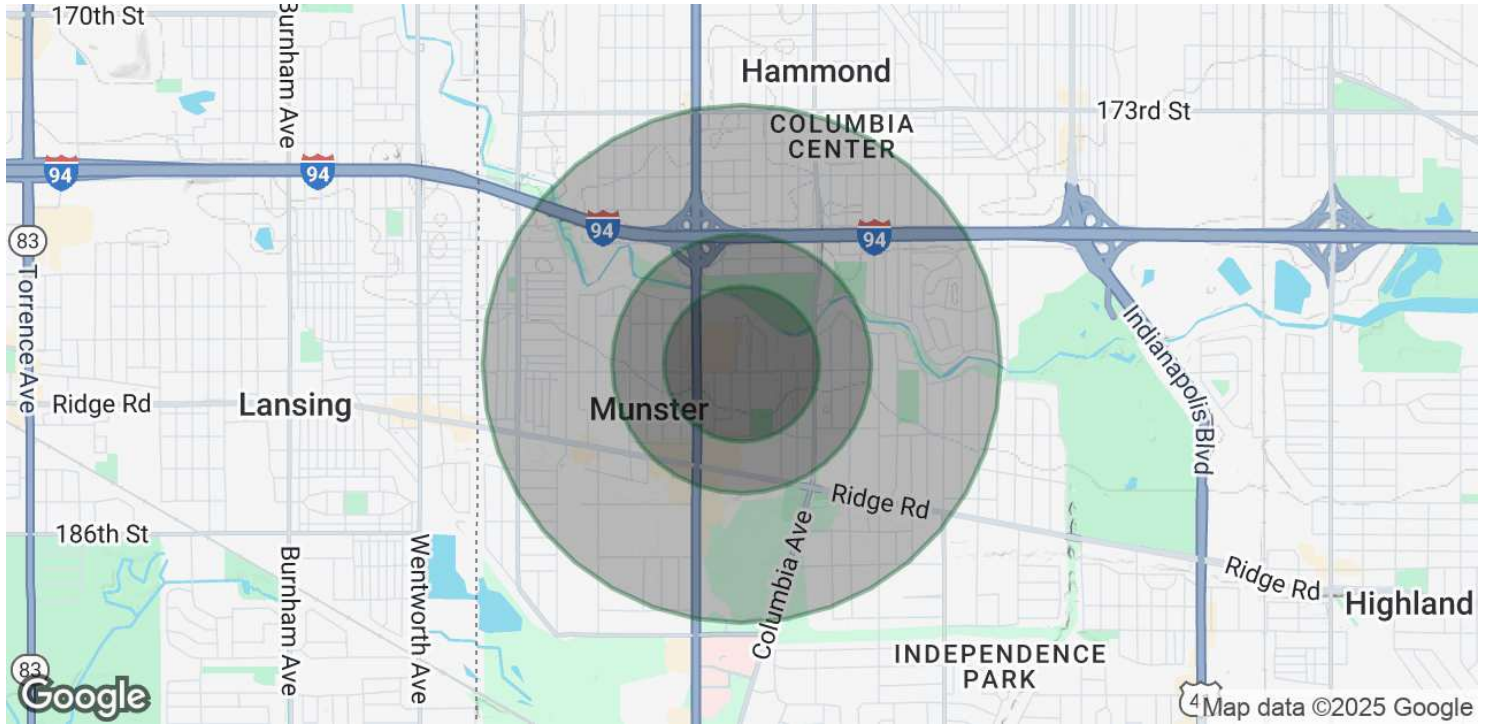 170th St
Burnham Ave
Hammond
COLUMBIA
CENTER
173rd St
94
94
94
94
83
Torrence Ave
Indianapolis Blvd
Ridge Rd
Lansing
Munster
Ridge Rd
186th St
Burnham Ave
Wentworth Ave
Columbia Ave
Ridge Rd
Highland
INDEPENDENCE
PARK
83
Google
4
Map data ©2025 Google